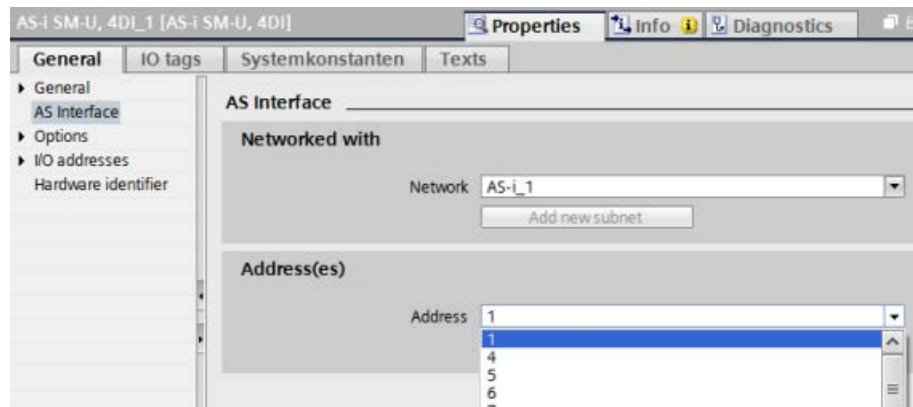 AS-i SM-U, 4DI_1 [AS-i SM-U, 4DI]
Properties Info Diagnostics
General IO tags Systemkonstanten Texts
General
AS Interface
Options
I/O addresses
Hardware identifier
AS Interface
Networked with
Network AS-i_1
Add new subnet
Address(es)
Address 1
1
4
5
6